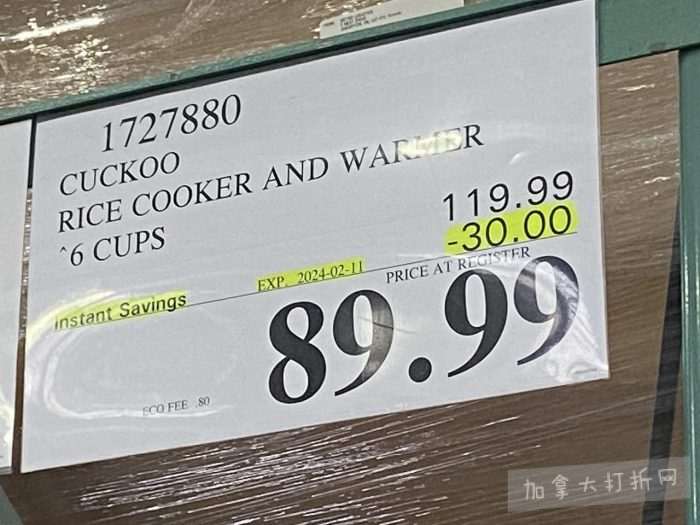 1727880
CUCKOO
RICE COOKER AND WARMER
^6 CUPS
119.99
-30.00
Instant Savings
EXP. 2024-02-11
PRICE AT REGISTER
89.99
ECO FEE .80
加拿大打折网